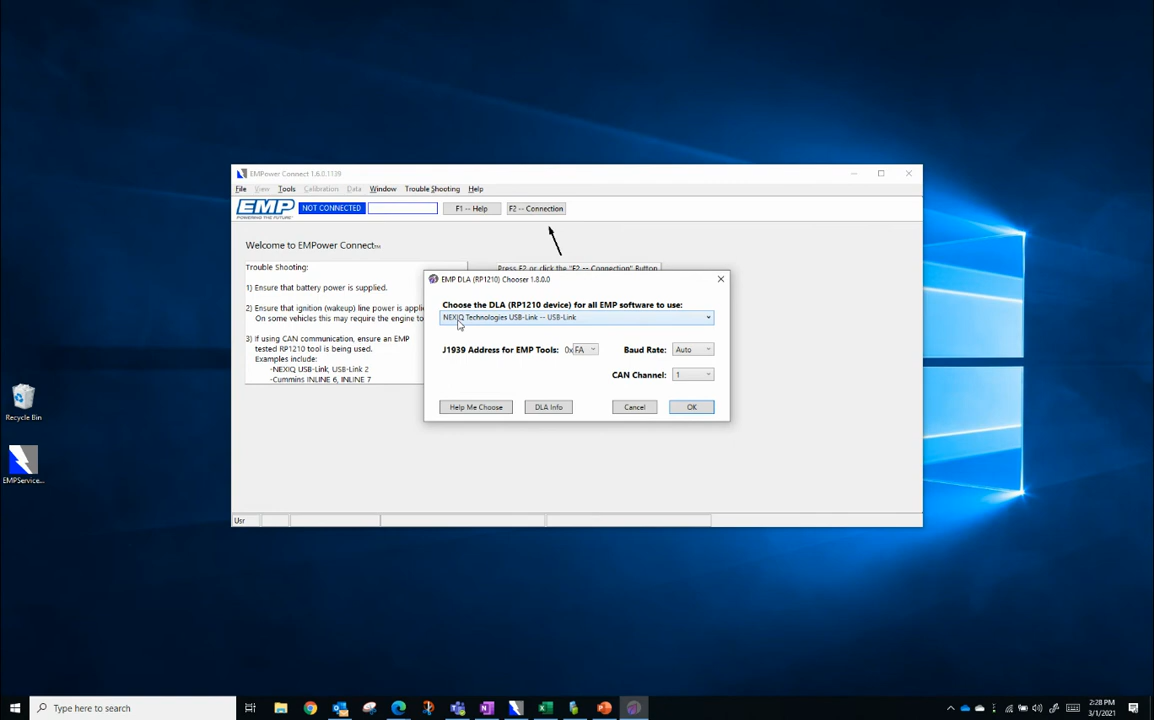 EMPower Connect 1.6.0.1139
File View Tools Calibration Data Window Trouble Shooting Help
EMP
POWERING THE FUTURE
NOT CONNECTED
F1 -- Help
F2 -- Connection
Welcome to EMPower Connect
Trouble Shooting:
1) Ensure that battery power is supplied.
2) Ensure that ignition (wakeup) line power is
On some vehicles this may require the engine
3) If using CAN communication, ensure an EMP
tested RP1210 tool is being used.
Examples include:
-NEXIQ USB-Link, USB-Link 2
-Cummins INLINE 6, INLINE 7
Press F2 or click the "F2 -- Connection" Button
EMP DLA (RP1210) Chooser 1.8.0.0
Choose the DLA (RP1210 device) for all EMP software to use:
NEXIQ Technologies USB-Link -- USB-Link
J1939 Address for EMP Tools: 0x FA
Baud Rate: Auto
CAN Channel: 1
Help Me Choose
DLA Info
Cancel
OK
Usr
Recycle Bin
EMPService...
Type here to search
2:28 PM
3/1/2021